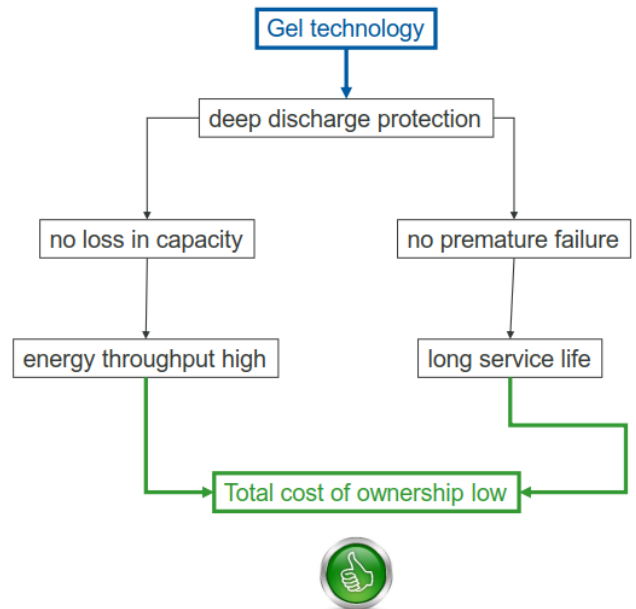 Gel technology
deep discharge protection
no loss in capacity
no premature failure
energy throughput high
long service life
Total cost of ownership low